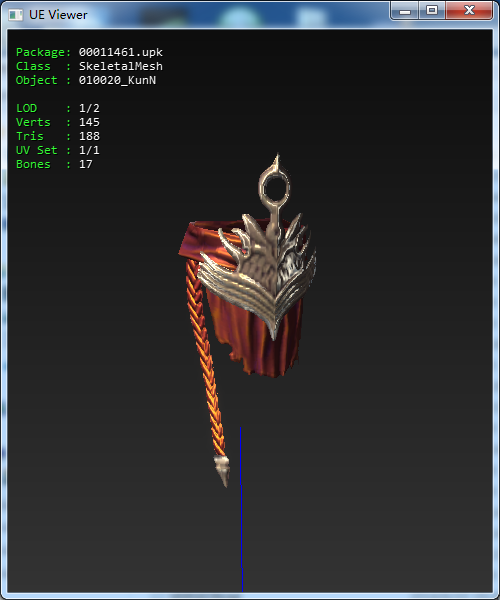 UE Viewer
Package: 00011461.upk
Class : SkeletalMesh
Object : 010020_KunN
LOD : 1/2
Verts : 145
Tris : 188
UV Set : 1/1
Bones : 17